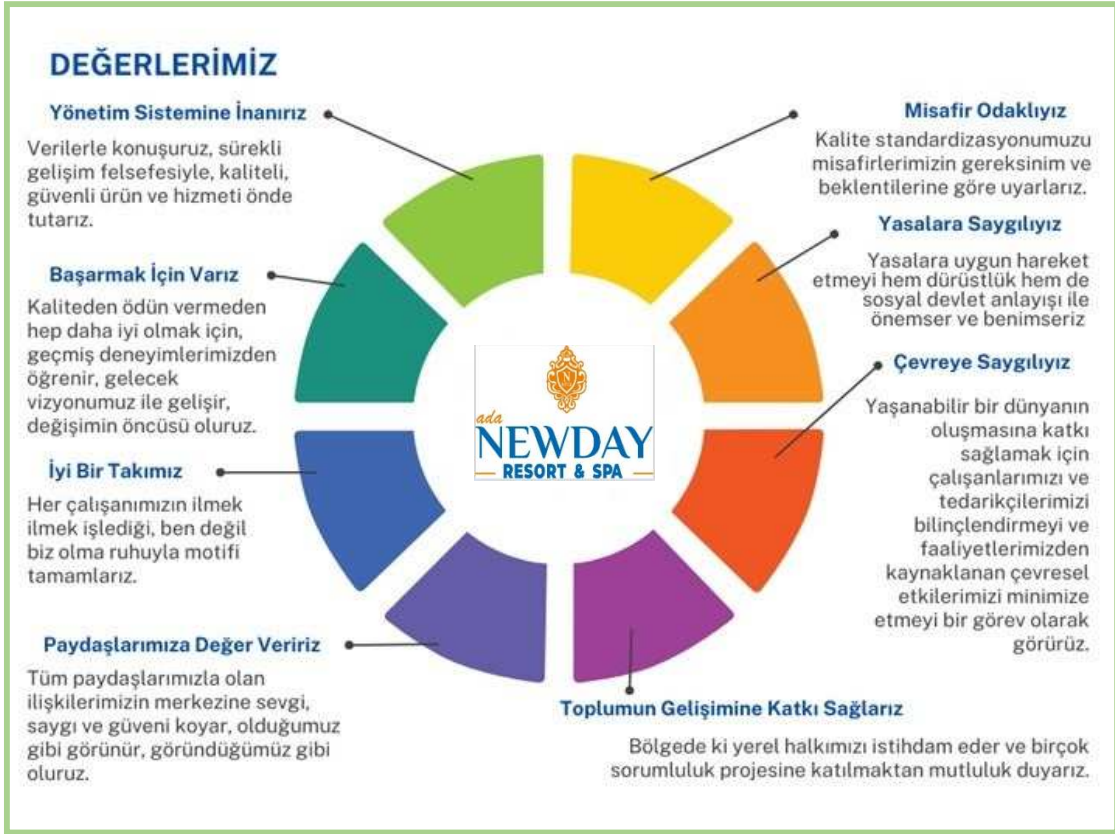 DEĞERLERİMİZ
Yönetim Sistemine İnanırız
Verilerle konuşuruz, sürekli
gelişim felsefesiyle, kaliteli,
güvenli ürün ve hizmeti önde
tutarız.
Başarmak İçin Varız
Kaliteden ödün vermeden
hep daha iyi olmak için,
geçmiş deneyimlerimizden
öğrenir, gelecek
vizyonumuz ile gelişir,
değişimin öncüsü oluruz.
İyi Bir Takımız
Her çalışanımızın ilmek
ilmek işlediği, ben değil
biz olma ruhuyla motifi
tamamlarız.
Paydaşlarımıza Değer Veririz
Tüm paydaşlarımızla olan
ilişkilerimizin merkezine sevgi,
saygı ve güveni koyar, olduğumuz
gibi görünür, göründüğümüz gibi
oluruz.
N
ada
NEWDAY
RESORT & SPA
Misafir Odaklıyız
Kalite standardizasyonumuzu
misafirlerimizin gereksinim ve
beklentilerine göre uyarlarız.
Yasalara Saygılıyız
Yasalara uygun hareket
etmeyi hem dürüstlük hem de
sosyal devlet anlayışı ile
önemser ve benimseriz
Çevreye Saygılıyız
Yaşanabilir bir dünyanın
oluşmasına katkı
sağlamak için
çalışanlarımızı ve
tedarikçilerimizi
bilinçlendirmeyi ve
faaliyetlerimizden
kaynaklanan çevresel
etkilerimizi minimize
etmeyi bir görev olarak
görürüz.
Toplumun Gelişimine Katkı Sağlarız
Bölgede ki yerel halkımızı istihdam eder ve birçok
sorumluluk projesine katılmaktan mutluluk duyarız.